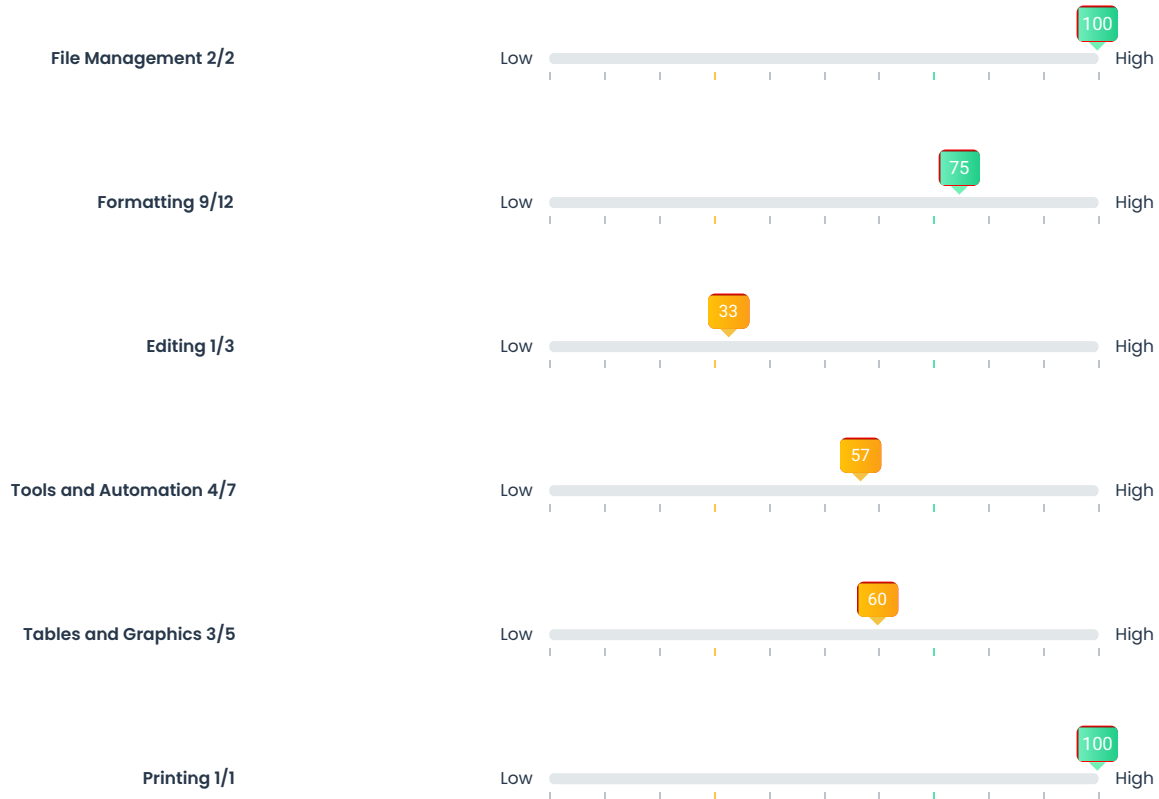 100
File Management 2/2 Low High
75
Formatting 9/12 Low High
33
Editing 1/3 Low High
57
Tools and Automation 4/7 Low High
60
Tables and Graphics 3/5 Low High
100
Printing 1/1 Low High